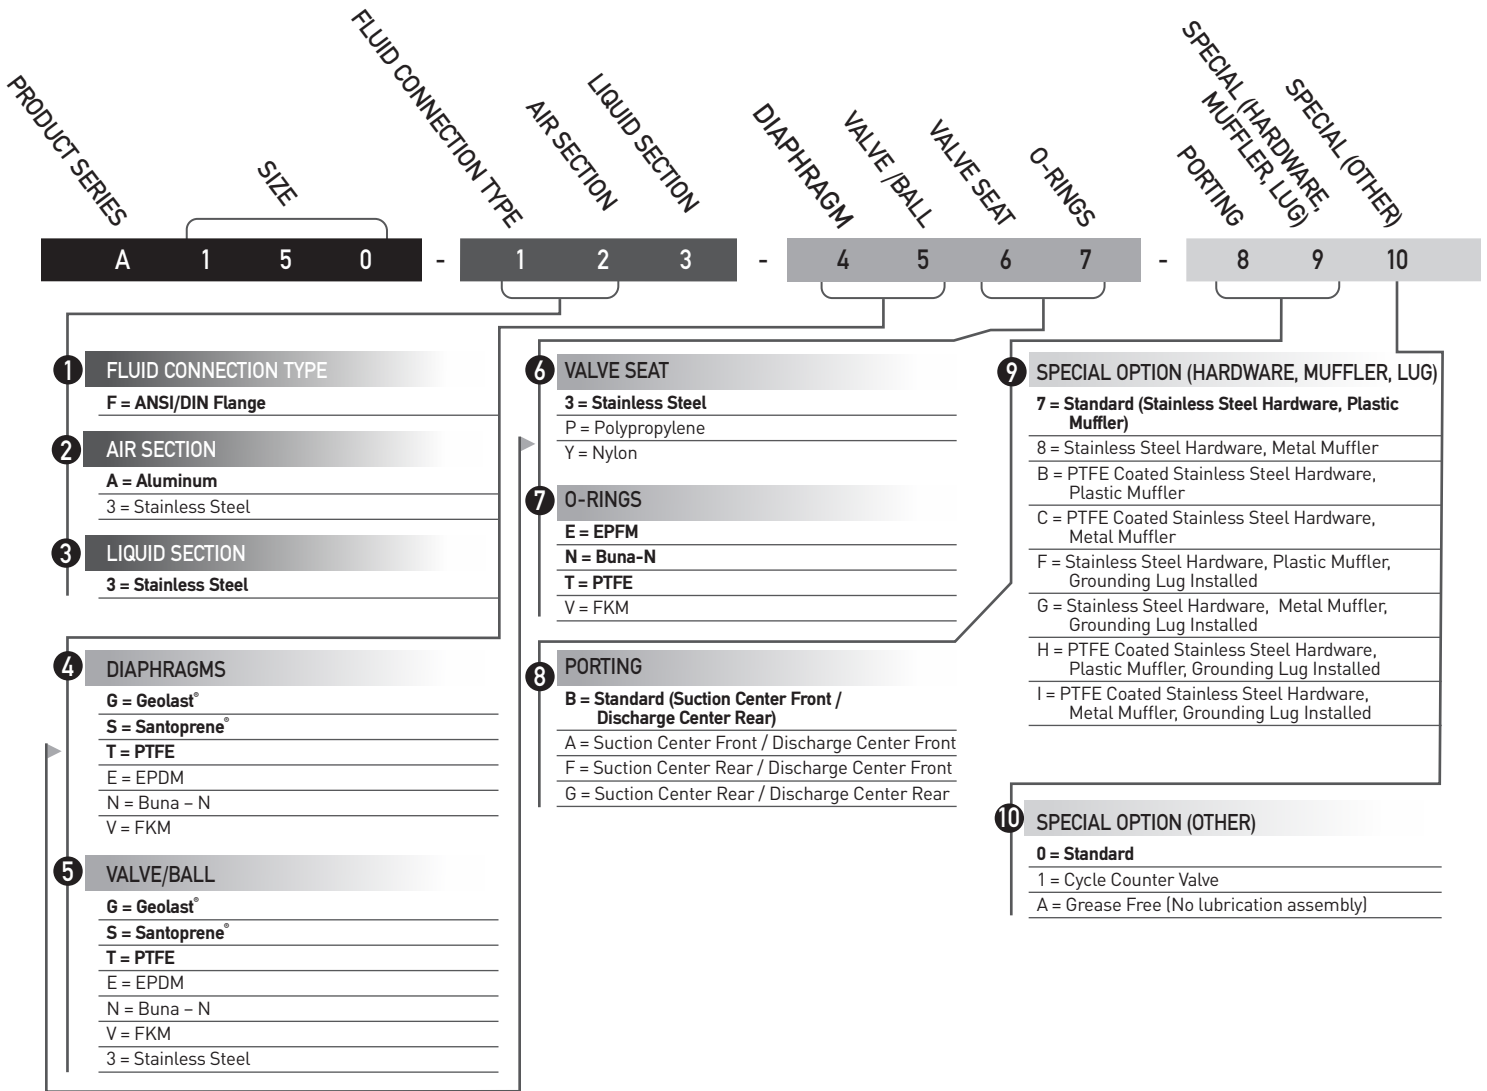 PRODUCT SERIES
SIZE
FLUID CONNECTION TYPE
AIR SECTION
LIQUID SECTION
DIAPHRAGM
VALVE /BALL
VALVE SEAT
O-RINGS
PORTING
SPECIAL (HARDWARE,
MUFFLER, LUG)
SPECIAL (OTHER)
A 1 5 0 - 1 2 3 - 4 5 6 7 - 8 9 10
1 FLUID CONNECTION TYPE
F = ANSI/DIN Flange
2 AIR SECTION
A = Aluminum
3 = Stainless Steel
3 LIQUID SECTION
3 = Stainless Steel
4 DIAPHRAGMS
G = Geolast®
S = Santoprene®
T = PTFE
E = EPDM
N = Buna – N
V = FKM
5 VALVE/BALL
G = Geolast®
S = Santoprene®
T = PTFE
E = EPDM
N = Buna – N
V = FKM
3 = Stainless Steel
6 VALVE SEAT
3 = Stainless Steel
P = Polypropylene
Y = Nylon
7 O-RINGS
E = EPFM
N = Buna-N
T = PTFE
V = FKM
8 PORTING
B = Standard (Suction Center Front /
Discharge Center Rear)
A = Suction Center Front / Discharge Center Front
F = Suction Center Rear / Discharge Center Front
G = Suction Center Rear / Discharge Center Rear
9 SPECIAL OPTION (HARDWARE, MUFFLER, LUG)
7 = Standard (Stainless Steel Hardware, Plastic
Muffler)
8 = Stainless Steel Hardware, Metal Muffler
B = PTFE Coated Stainless Steel Hardware,
Plastic Muffler
C = PTFE Coated Stainless Steel Hardware,
Metal Muffler
F = Stainless Steel Hardware, Plastic Muffler,
Grounding Lug Installed
G = Stainless Steel Hardware, Metal Muffler,
Grounding Lug Installed
H = PTFE Coated Stainless Steel Hardware,
Plastic Muffler, Grounding Lug Installed
I = PTFE Coated Stainless Steel Hardware,
Metal Muffler, Grounding Lug Installed
10 SPECIAL OPTION (OTHER)
0 = Standard
1 = Cycle Counter Valve
A = Grease Free (No lubrication assembly)